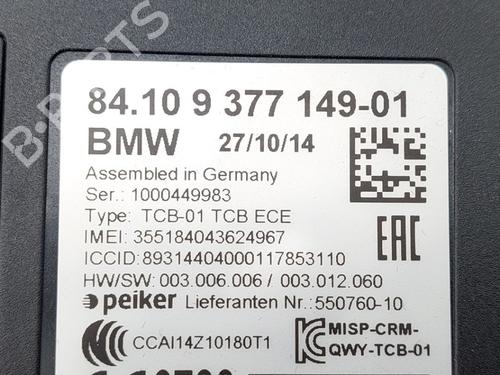 84.10 9 377 149-01
BMW 27/10/14
Assembled in Germany
Ser.: 1000449983
Type: TCB-01 TCB ECE
IMEI: 355184043624967
ICCID: 89314404000117853110
HW/SW: 003.006.006 / 003.012.060
peiker Lieferanten Nr.: 550760-10
EAC
CCAI14Z10180T1
MISP-CRM-
QWY-TCB-01
B-PARTS